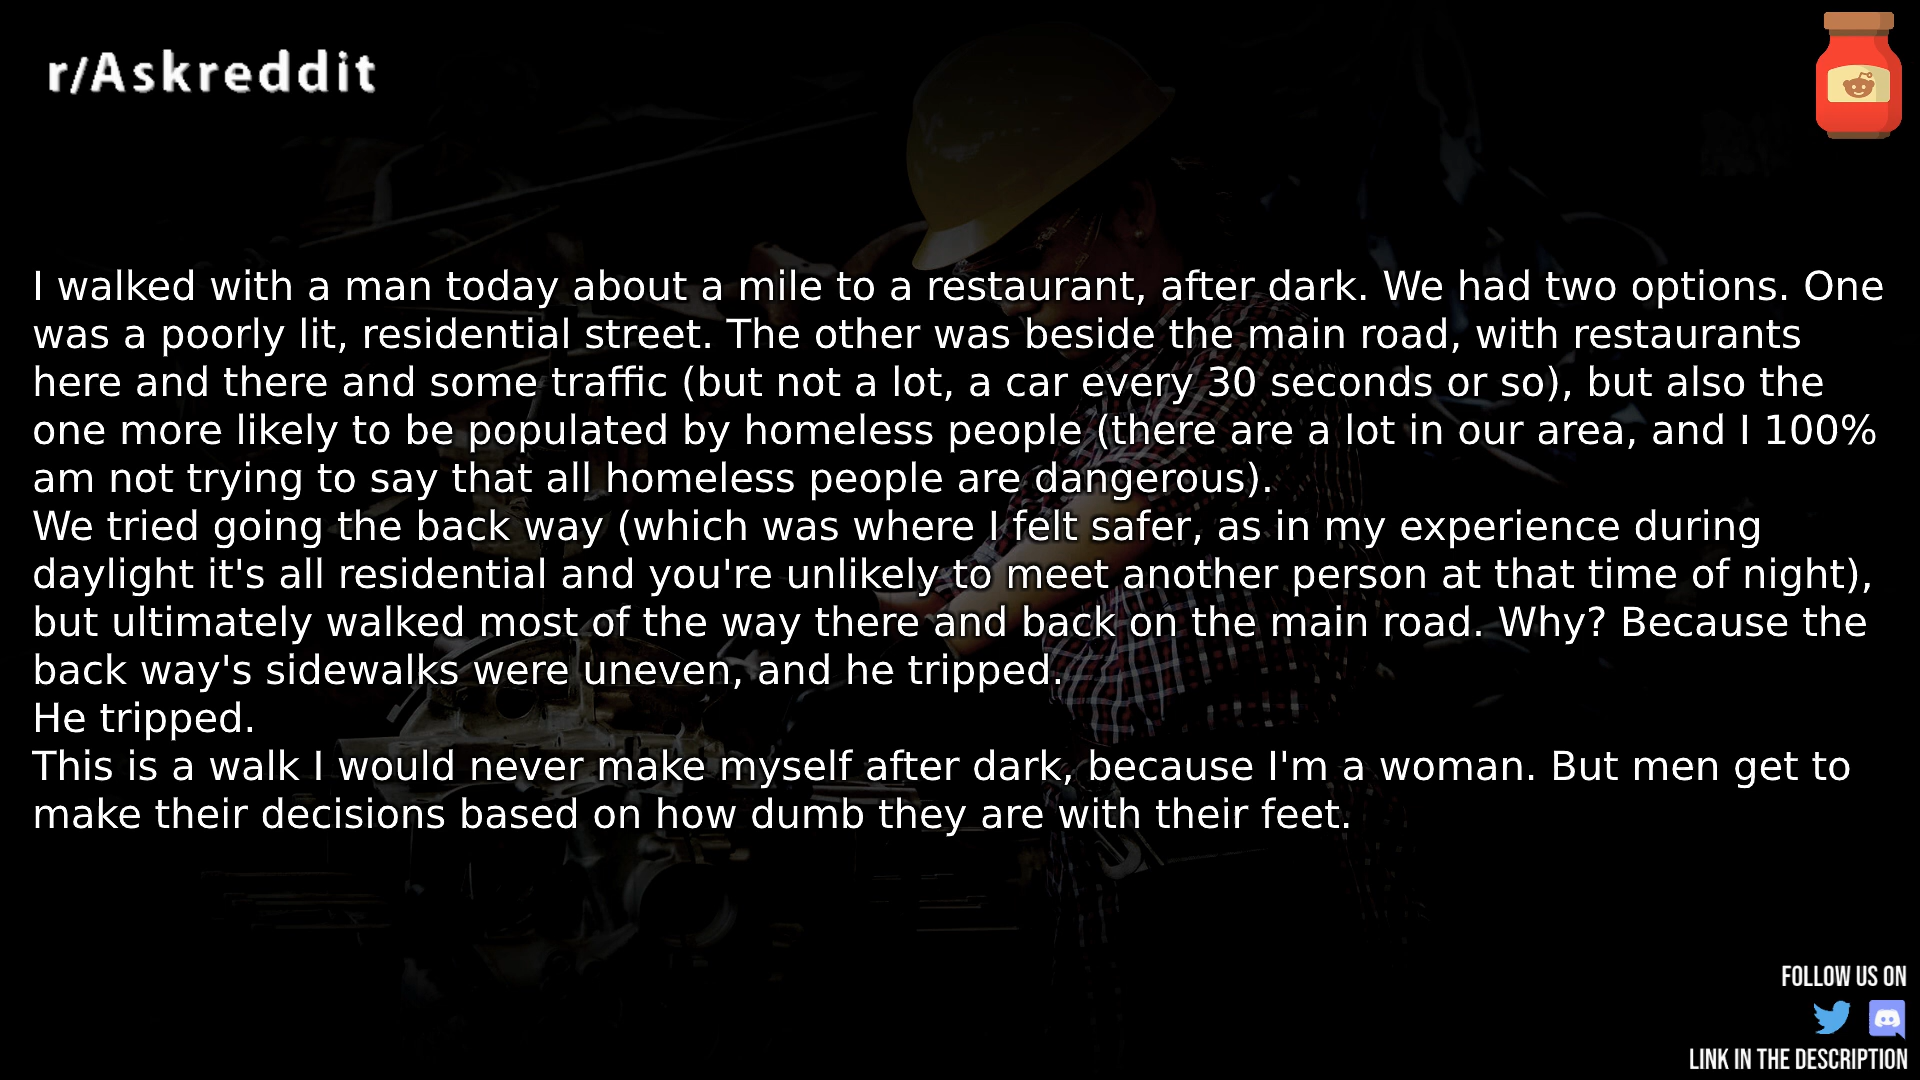 r/Askreddit
I walked with a man today about a mile to a restaurant, after dark. We had two options. One
was a poorly lit, residential street. The other was beside the main road, with restaurants
here and there and some traffic (but not a lot, a car every 30 seconds or so), but also the
one more likely to be populated by homeless people (there are a lot in our area, and I 100%
am not trying to say that all homeless people are dangerous).
We tried going the back way (which was where I felt safer, as in my experience during
daylight it's all residential and you're unlikely to meet another person at that time of night),
but ultimately walked most of the way there and back on the main road. Why? Because the
back way's sidewalks were uneven, and he tripped.
He tripped.
This is a walk I would never make myself after dark, because I'm a woman. But men get to
make their decisions based on how dumb they are with their feet.
FOLLOW US ON
LINK IN THE DESCRIPTION